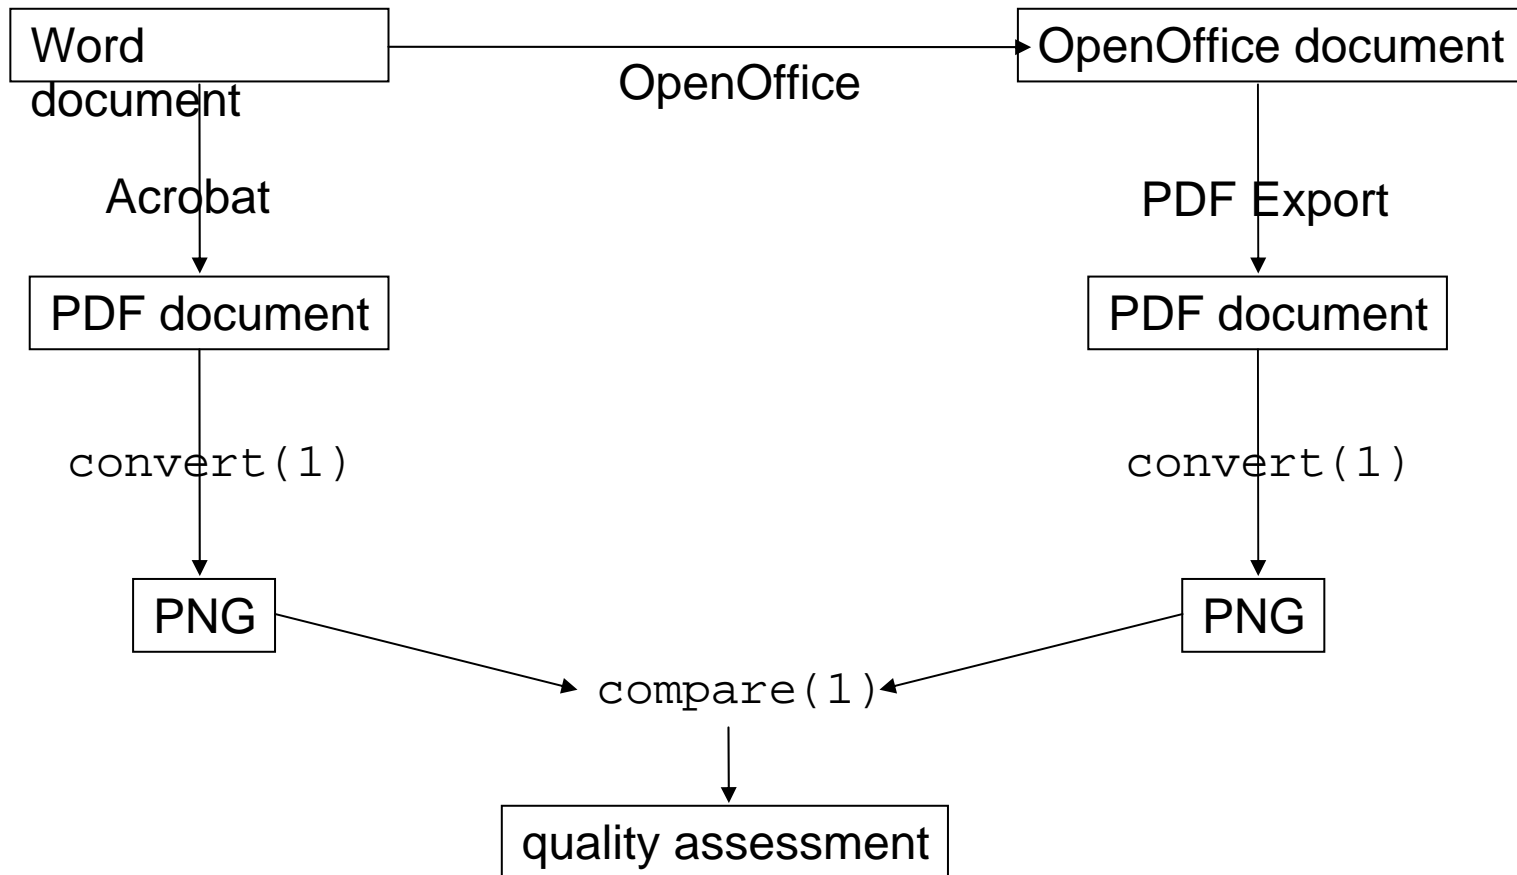 Word
document
OpenOffice
OpenOffice document
Acrobat
PDF Export
PDF document
PDF document
convert(1)
convert(1)
PNG
PNG
compare(1)
quality assessment